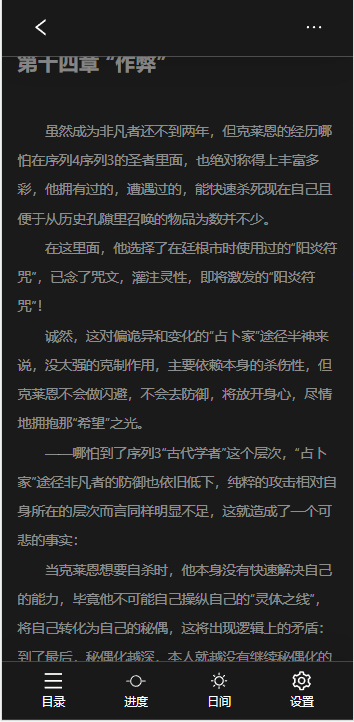 第十四章 “作弊”
虽然成为非凡者还不到两年，但克莱恩的经历哪
怕在序列4序列3的圣者里面，也绝对称得上丰富多
彩，他拥有过的，遭遇过的，能快速杀死现在自己且
便于从历史孔隙里召唤的物品为数并不少。
在这里面，他选择了在廷根市时使用过的“阳炎符
咒”，已念了咒文，灌注灵性，即将激发的“阳炎符
咒”！
诚然，这对偏诡异和变化的“占卜家”途径半神来
说，没太强的克制作用，主要依赖本身的杀伤性，但
克莱恩不会做闪避，不会去防御，将放开身心，尽情
地拥抱那“希望”之光。
——哪怕到了序列3“古代学者”这个层次，“占卜
家”途径非凡者的防御也依旧低下，纯粹的攻击相对自
身所在的层次而言同样明显不足，这就造成了一个可
悲的事实：
当克莱恩想要自杀时，他本身没有快速解决自己
的能力，毕竟他不可能自己操纵自己的“灵体之线”，
将自己转化为自己的秘偶，这将出现逻辑上的矛盾：
到了最后，秘偶化越深，本人就越没有继续秘偶化的
目录 进度 日间 设置